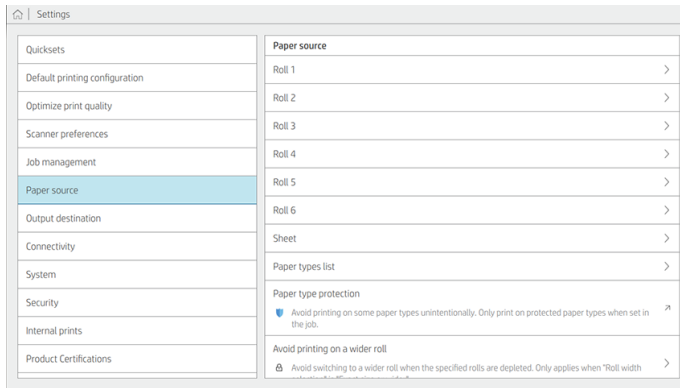 Settings
Quicksets
Default printing configuration
Optimize print quality
Scanner preferences
Job management
Paper source
Output destination
Connectivity
System
Security
Internal prints
Product Certifications
Paper source
Roll 1
Roll 2
Roll 3
Roll 4
Roll 5
Roll 6
Sheet
Paper types list
Paper type protection
Avoid printing on some paper types unintentionally. Only print on protected paper types when set in
the job.
Avoid printing on a wider roll
Avoid switching to a wider roll when the specified rolls are depleted. Only applies when "Roll width